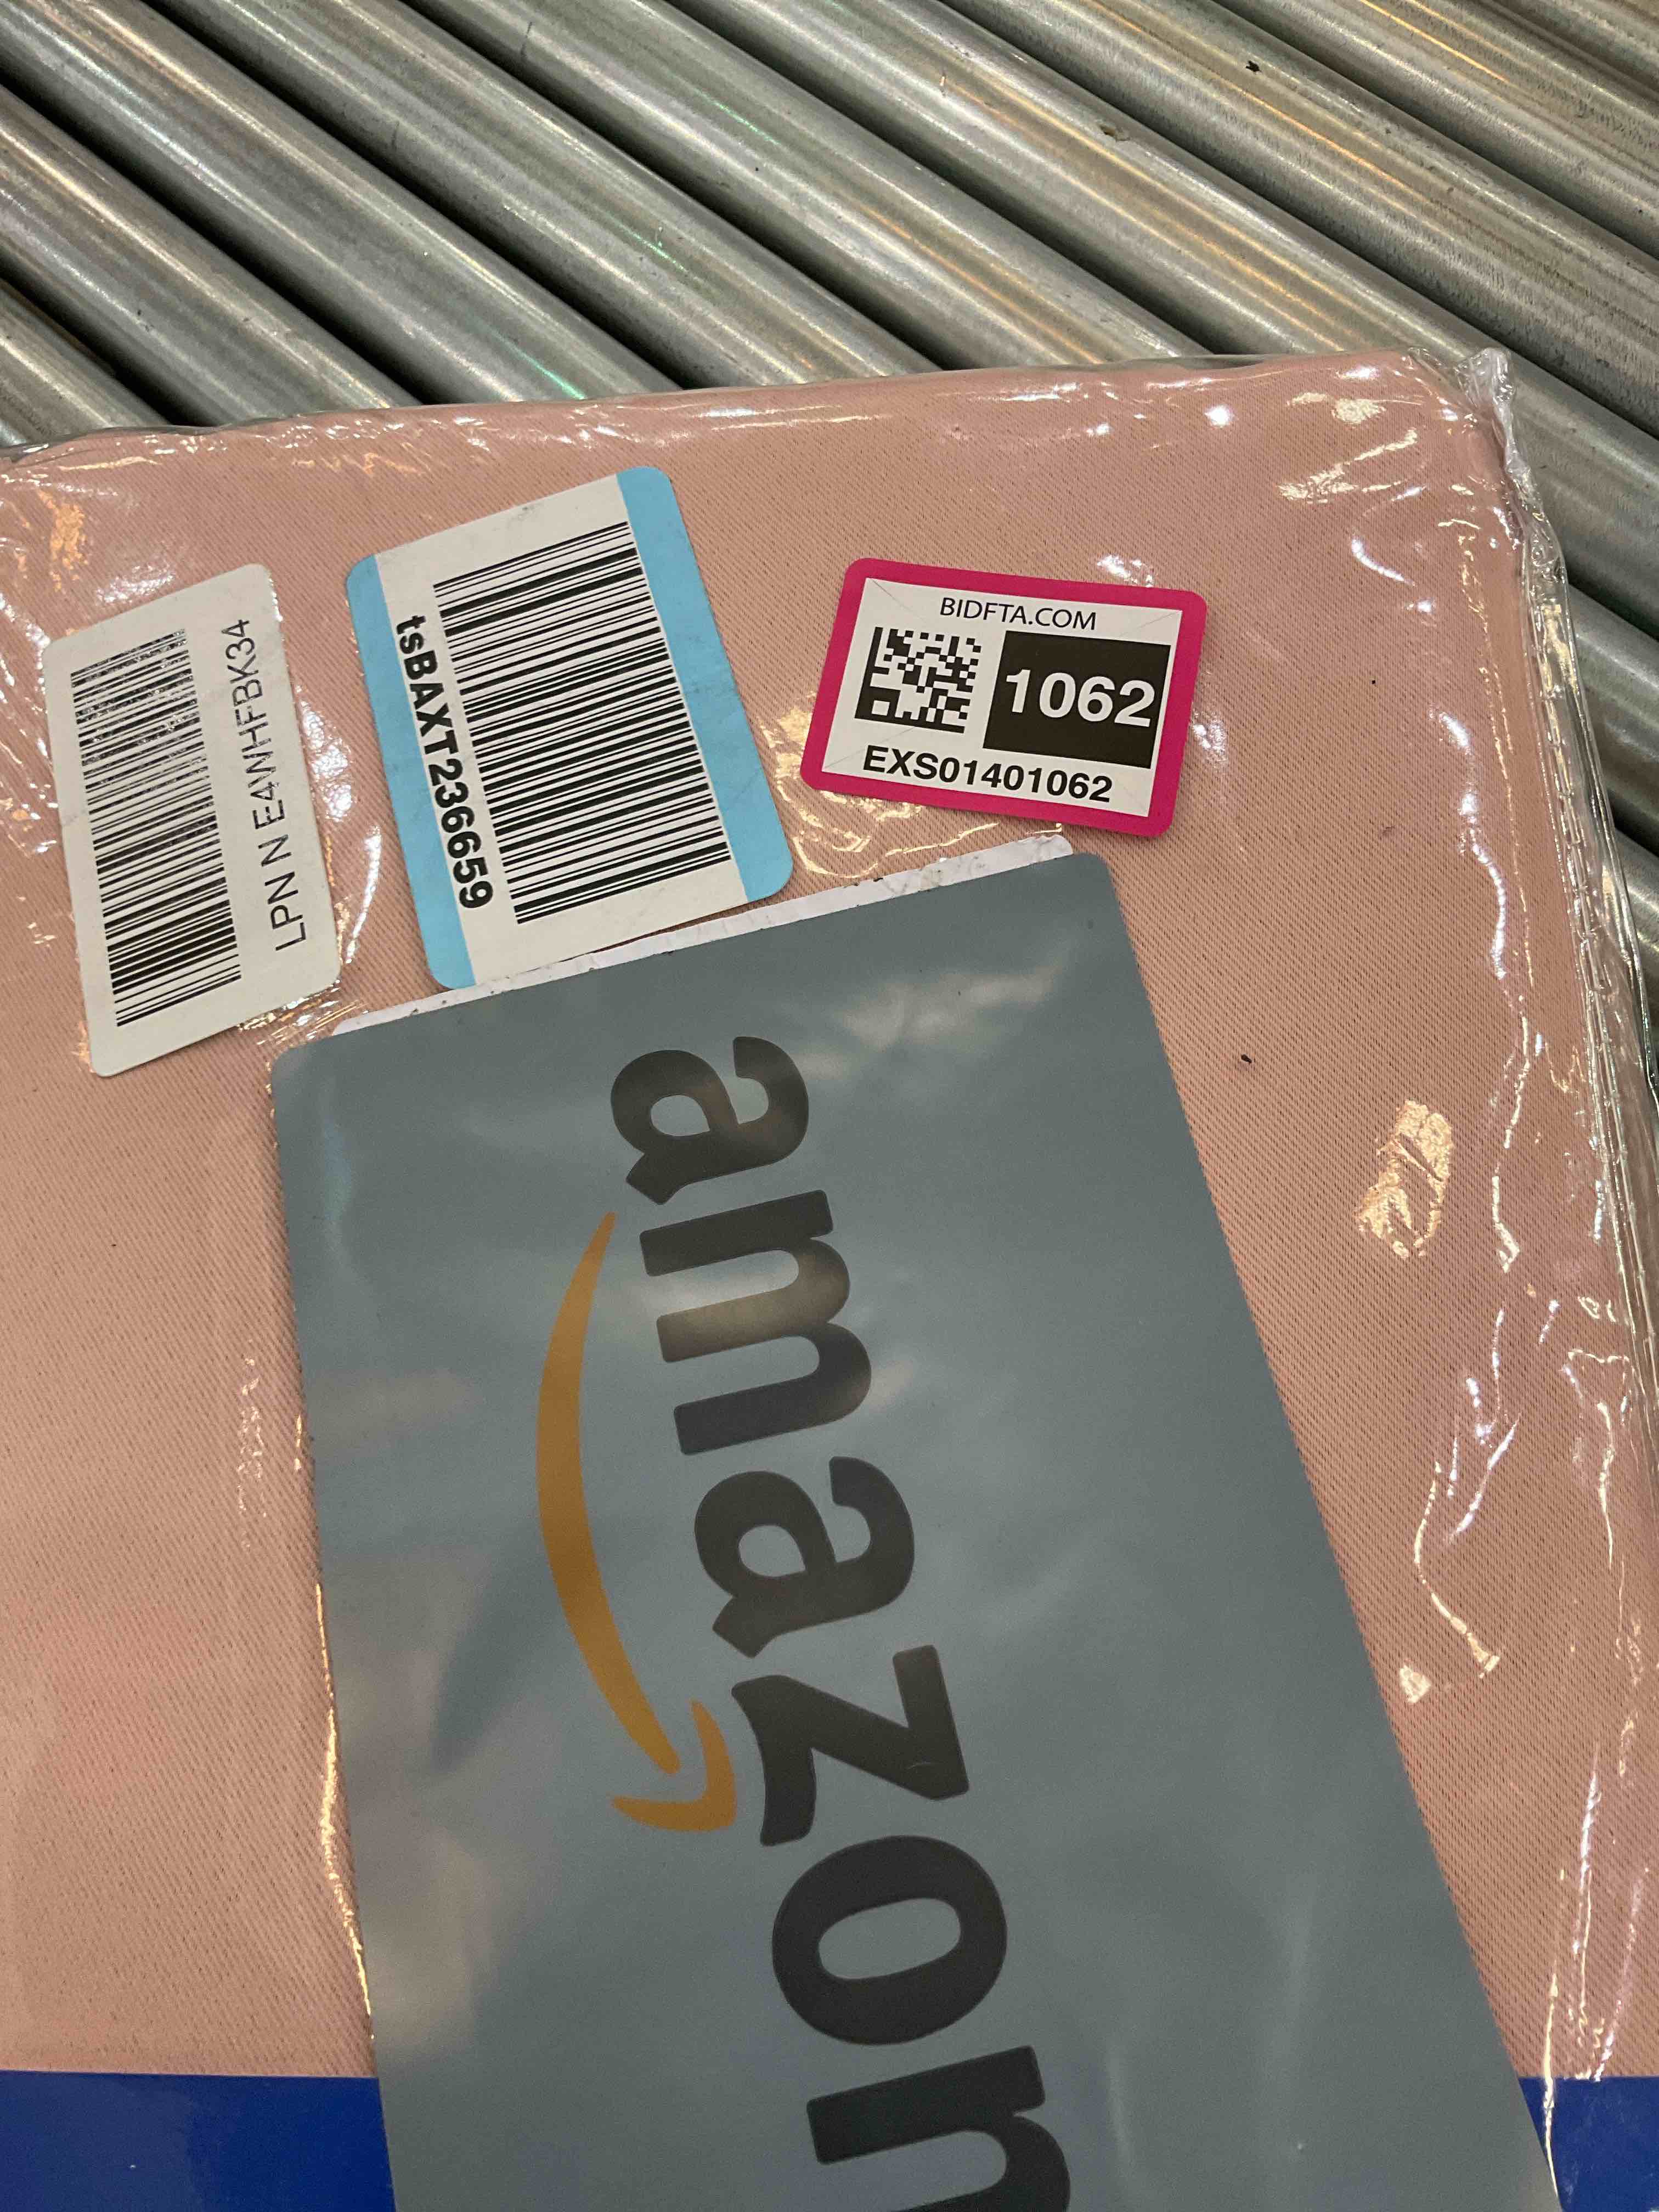 LPN N E4WHFBK34
tsBAXT236659
BIDFTA.COM
1062
EXS01401062
amazon